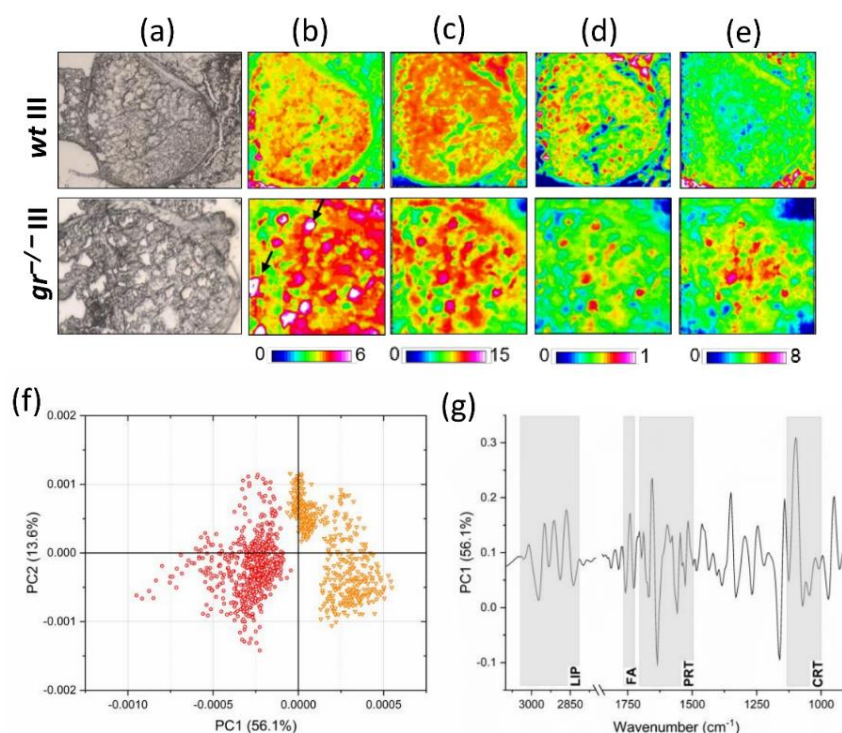 (a) (b) (c) (d) (e)
wt III
gr⁻/⁻ III
0 6 0 15 0 1 0 8
(f) (g)
0.002
0.001
0.000
-0.001
-0.002
PC2 (13.6%)
-0.0010 -0.0005 0.0000 0.0005
PC1 (56.1%)
0.3
0.2
0.1
0.0
-0.1
PC1 (56.1%)
LIP FA PRT CRT
3000 2850 1750 1500 1250 1000
Wavenumber (cm⁻¹)